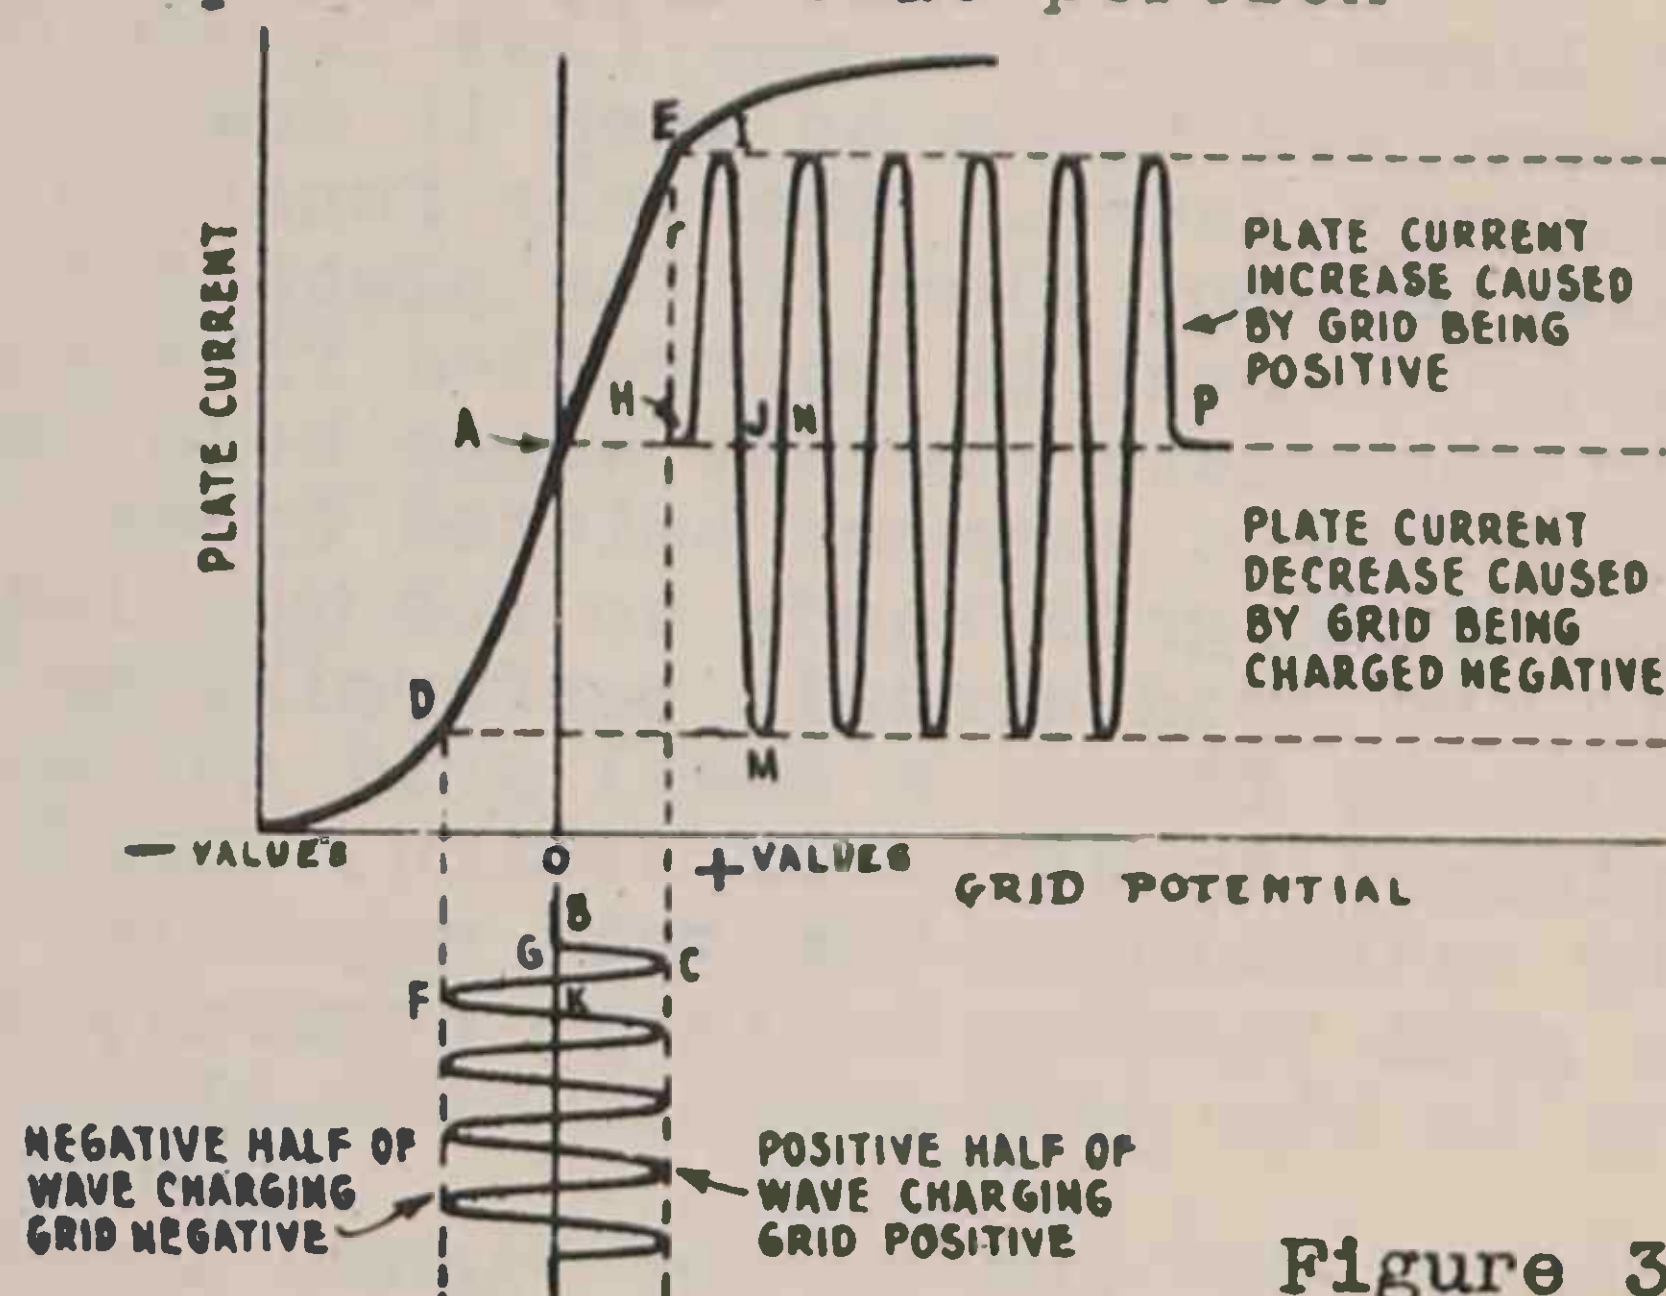 PLATE CURRENT
E
I
H
A
J
N
P
D
M
PLATE CURRENT
INCREASE CAUSED
BY GRID BEING
POSITIVE
PLATE CURRENT
DECREASE CAUSED
BY GRID BEING
CHARGED NEGATIVE
— VALUES
O
+ VALUES
GRID POTENTIAL
B
G
C
F
K
NEGATIVE HALF OF
WAVE CHARGING
GRID NEGATIVE
POSITIVE HALF OF
WAVE CHARGING
GRID POSITIVE
Figure 3